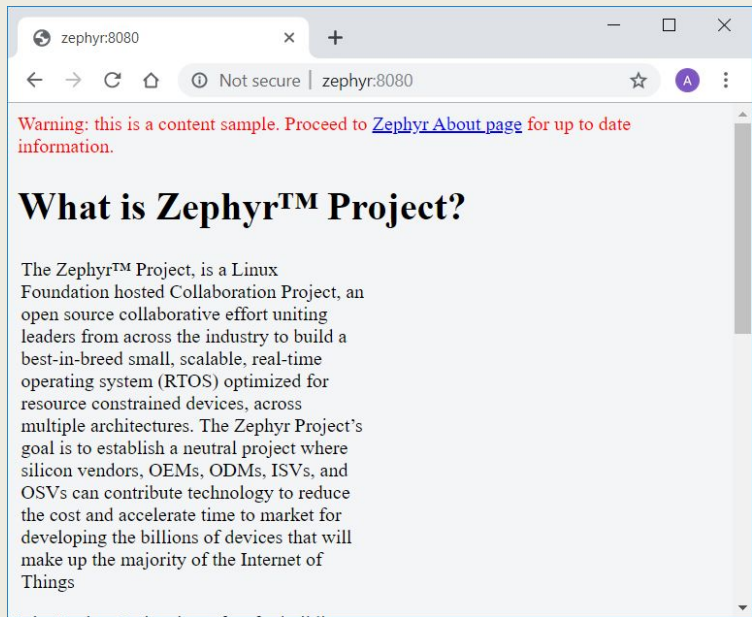 zephyr:8080
Not secure | zephyr:8080
A
Warning: this is a content sample. Proceed to Zephyr About page for up to date
information.
What is Zephyr™ Project?
The Zephyr™ Project, is a Linux
Foundation hosted Collaboration Project, an
open source collaborative effort uniting
leaders from across the industry to build a
best-in-breed small, scalable, real-time
operating system (RTOS) optimized for
resource constrained devices, across
multiple architectures. The Zephyr Project’s
goal is to establish a neutral project where
silicon vendors, OEMs, ODMs, ISVs, and
OSVs can contribute technology to reduce
the cost and accelerate time to market for
developing the billions of devices that will
make up the majority of the Internet of
Things